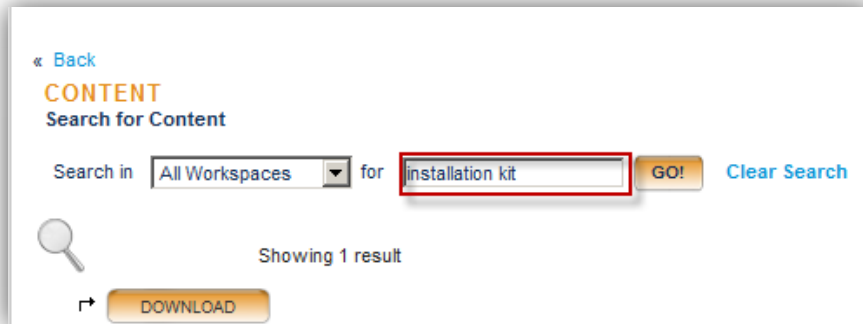 « Back
CONTENT
Search for Content
Search in All Workspaces for installation kit GO! Clear Search
Showing 1 result
DOWNLOAD